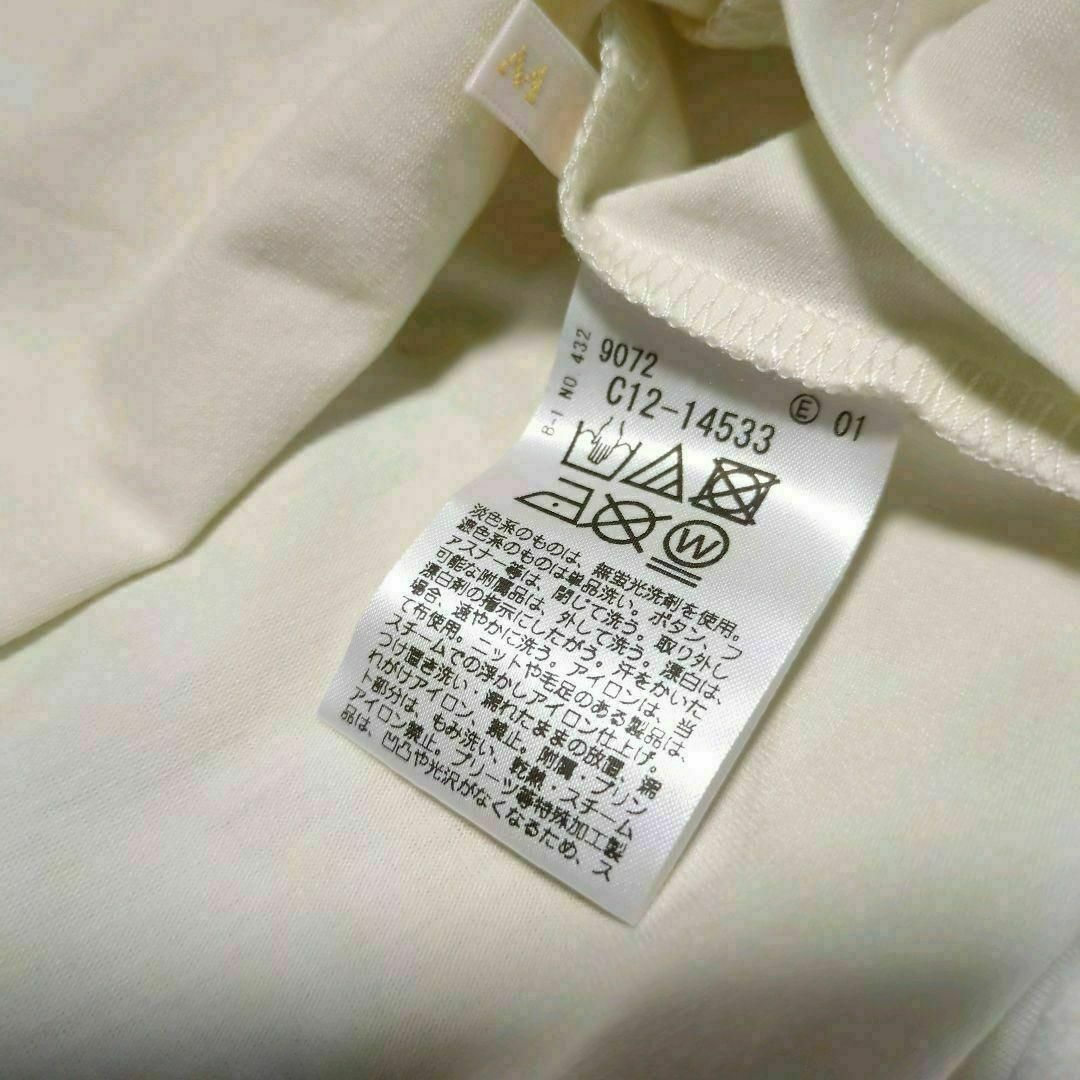 M
B-1 NO 432
9072
C12-14533 Ⓔ 01
W
淡色系のものは、無蛍光洗剤を使用。
濃色系のものは単品洗い。ボタン、フ
ァスナー等は、閉じて洗う。取り外し
可能な附属品は、外して洗う。漂白は、
漂白剤の指示にしたがう。汗をかいた
場合、速やかに洗う。アイロンは、当
て布使用。ニットや毛足のある製品は、
スチームでの浮かしアイロン仕上げ。
つけ置き洗い・濡れたままの放置、濡
れがけアイロン、禁止。附属・プリン
ト部分は、もみ洗い、乾熱・スチーム
アイロン禁止。プリーツ等特殊加工製
品は、凹凸や光沢がなくなるため、ス